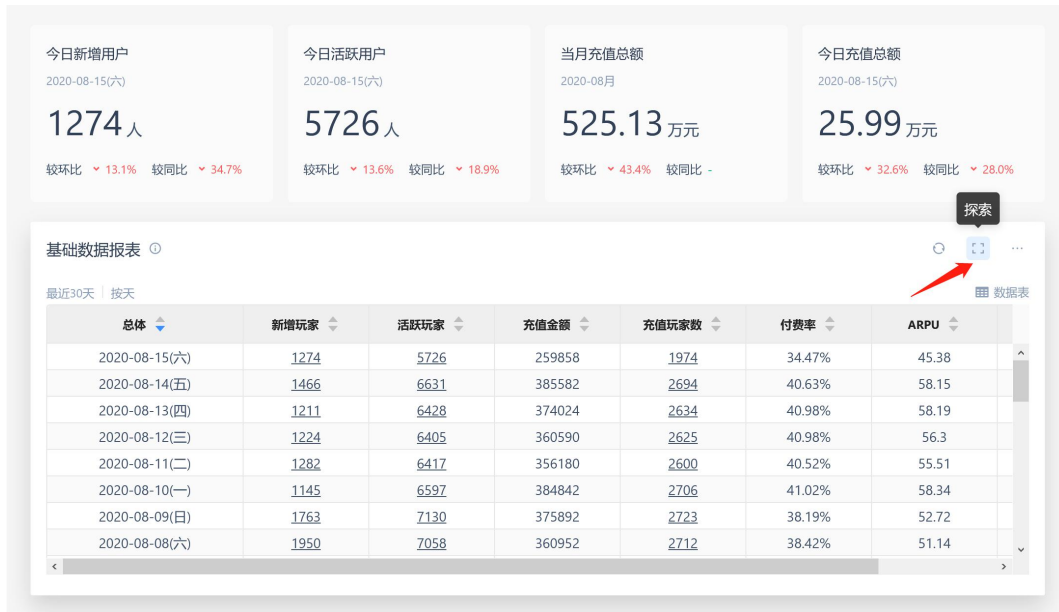 今日新增用户
2020-08-15(六)
1274人
较环比 13.1% 较同比 34.7%
今日活跃用户
2020-08-15(六)
5726人
较环比 13.6% 较同比 18.9%
当月充值总额
2020-08月
525.13万元
较环比 43.4% 较同比 -
今日充值总额
2020-08-15(六)
25.99万元
较环比 32.6% 较同比 28.0%
探索
基础数据报表
最近30天 按天
数据表
总体 新增玩家 活跃玩家 充值金额 充值玩家数 付费率 ARPU
2020-08-15(六) 1274 5726 259858 1974 34.47% 45.38
2020-08-14(五) 1466 6631 385582 2694 40.63% 58.15
2020-08-13(四) 1211 6428 374024 2634 40.98% 58.19
2020-08-12(三) 1224 6405 360590 2625 40.98% 56.3
2020-08-11(二) 1282 6417 356180 2600 40.52% 55.51
2020-08-10(一) 1145 6597 384842 2706 41.02% 58.34
2020-08-09(日) 1763 7130 375892 2723 38.19% 52.72
2020-08-08(六) 1950 7058 360952 2712 38.42% 51.14